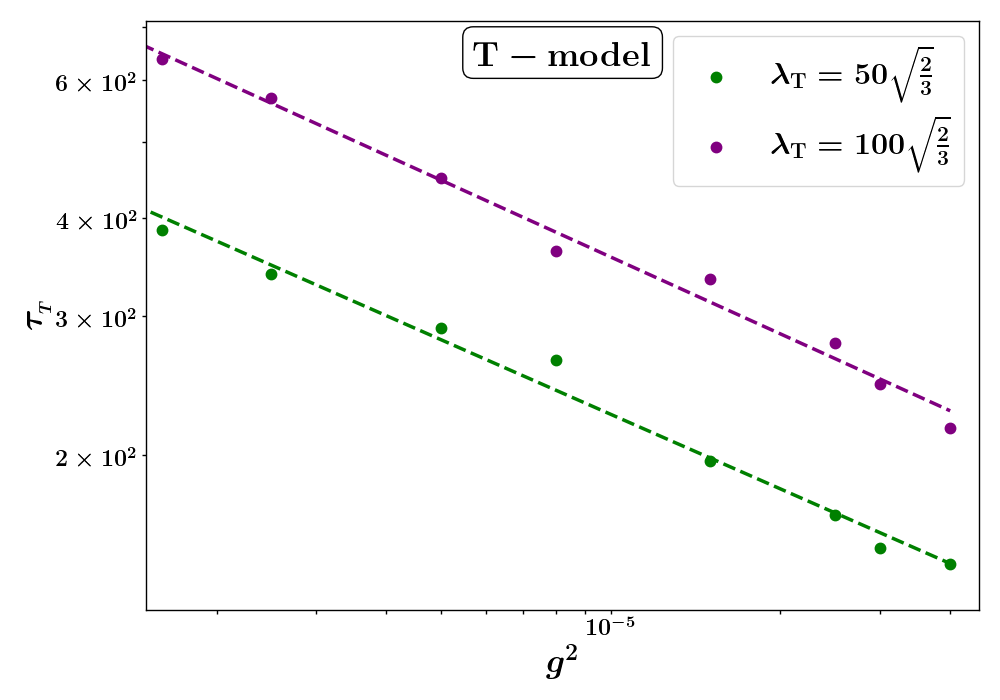 T − model
λ_T = 50√(2/3)
λ_T = 100√(2/3)
6 × 10²
4 × 10²
3 × 10²
2 × 10²
τ_T
10⁻⁵
g²